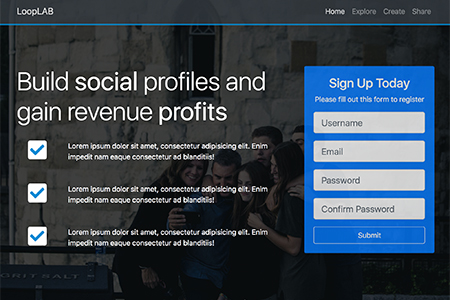 LoopLAB
Home Explore Create Share
Build social profiles and
gain revenue profits
Lorem ipsum dolor sit amet, consectetur adipisicing elit. Enim
impedit nam eaque consectetur ad blanditiis!
Lorem ipsum dolor sit amet, consectetur adipisicing elit. Enim
impedit nam eaque consectetur ad blanditiis!
Lorem ipsum dolor sit amet, consectetur adipisicing elit. Enim
impedit nam eaque consectetur ad blanditiis!
Sign Up Today
Please fill out this form to register
Username
Email
Password
Confirm Password
Submit
GRIT SALT